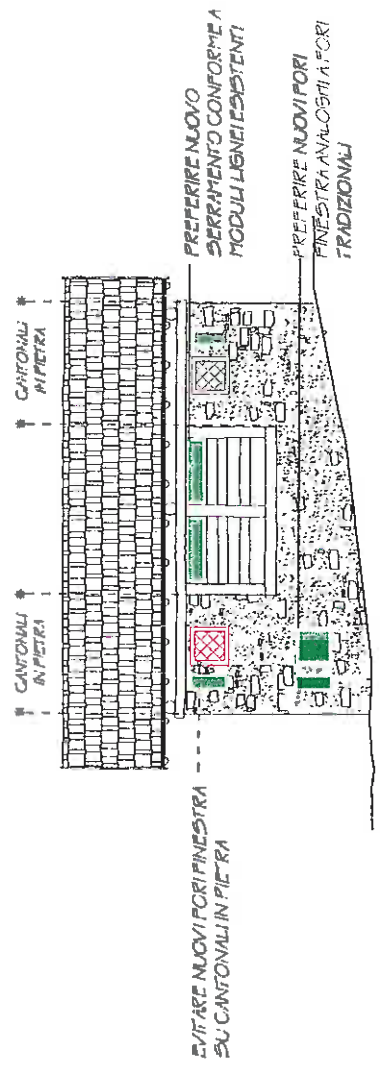 CANTONALI
IN PIETRA
CANTONALI
IN PIETRA
EVITARE NUOVI FORI FINESTRA
SU CANTONALI IN PIETRA
PREFERIRE NUOVO
SERRAMENTO CONFORME A
MODULI LIGNEI ESISTENTI
PREFERIRE NUOVI FORI
FINESTRA ANALOGHI A FORI
TRADIZIONALI